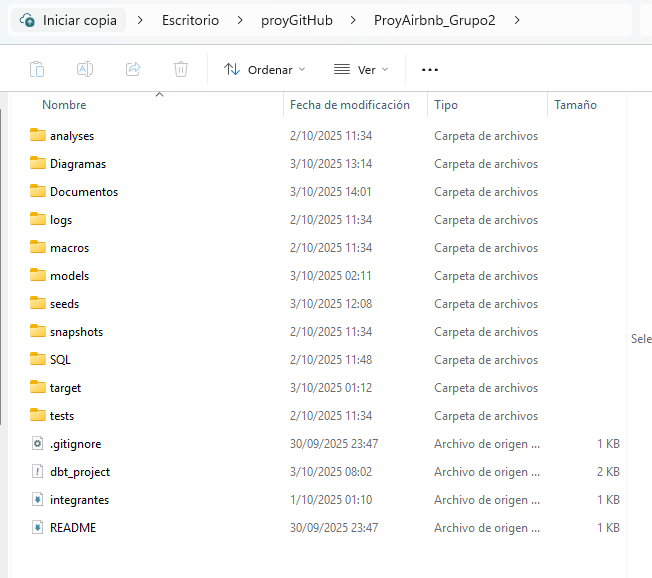 Iniciar copia > Escritorio > proyGitHub > ProyAirbnb_Grupo2 >
Ordenar Ver ...
Nombre Fecha de modificación Tipo Tamaño
analyses 2/10/2025 11:34 Carpeta de archivos
Diagramas 3/10/2025 13:14 Carpeta de archivos
Documentos 3/10/2025 14:01 Carpeta de archivos
logs 2/10/2025 11:34 Carpeta de archivos
macros 2/10/2025 11:34 Carpeta de archivos
models 3/10/2025 02:11 Carpeta de archivos
seeds 3/10/2025 12:08 Carpeta de archivos
snapshots 2/10/2025 11:34 Carpeta de archivos
SQL 2/10/2025 11:48 Carpeta de archivos
target 3/10/2025 01:12 Carpeta de archivos
tests 2/10/2025 11:34 Carpeta de archivos
.gitignore 30/09/2025 23:47 Archivo de origen ... 1 KB
dbt_project 3/10/2025 08:02 Archivo de origen ... 2 KB
integrantes 1/10/2025 01:10 Archivo de origen ... 1 KB
README 30/09/2025 23:47 Archivo de origen ... 1 KB
Sele